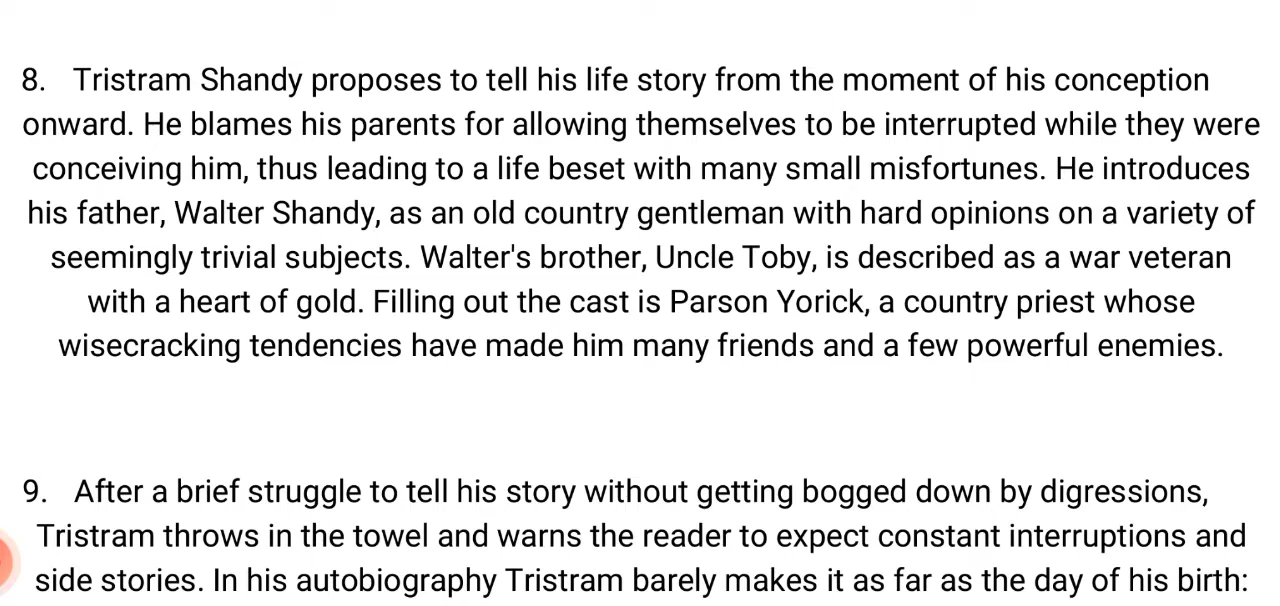 8. Tristram Shandy proposes to tell his life story from the moment of his conception
onward. He blames his parents for allowing themselves to be interrupted while they were
conceiving him, thus leading to a life beset with many small misfortunes. He introduces
his father, Walter Shandy, as an old country gentleman with hard opinions on a variety of
seemingly trivial subjects. Walter's brother, Uncle Toby, is described as a war veteran
with a heart of gold. Filling out the cast is Parson Yorick, a country priest whose
wisecracking tendencies have made him many friends and a few powerful enemies.
9. After a brief struggle to tell his story without getting bogged down by digressions,
Tristram throws in the towel and warns the reader to expect constant interruptions and
side stories. In his autobiography Tristram barely makes it as far as the day of his birth: